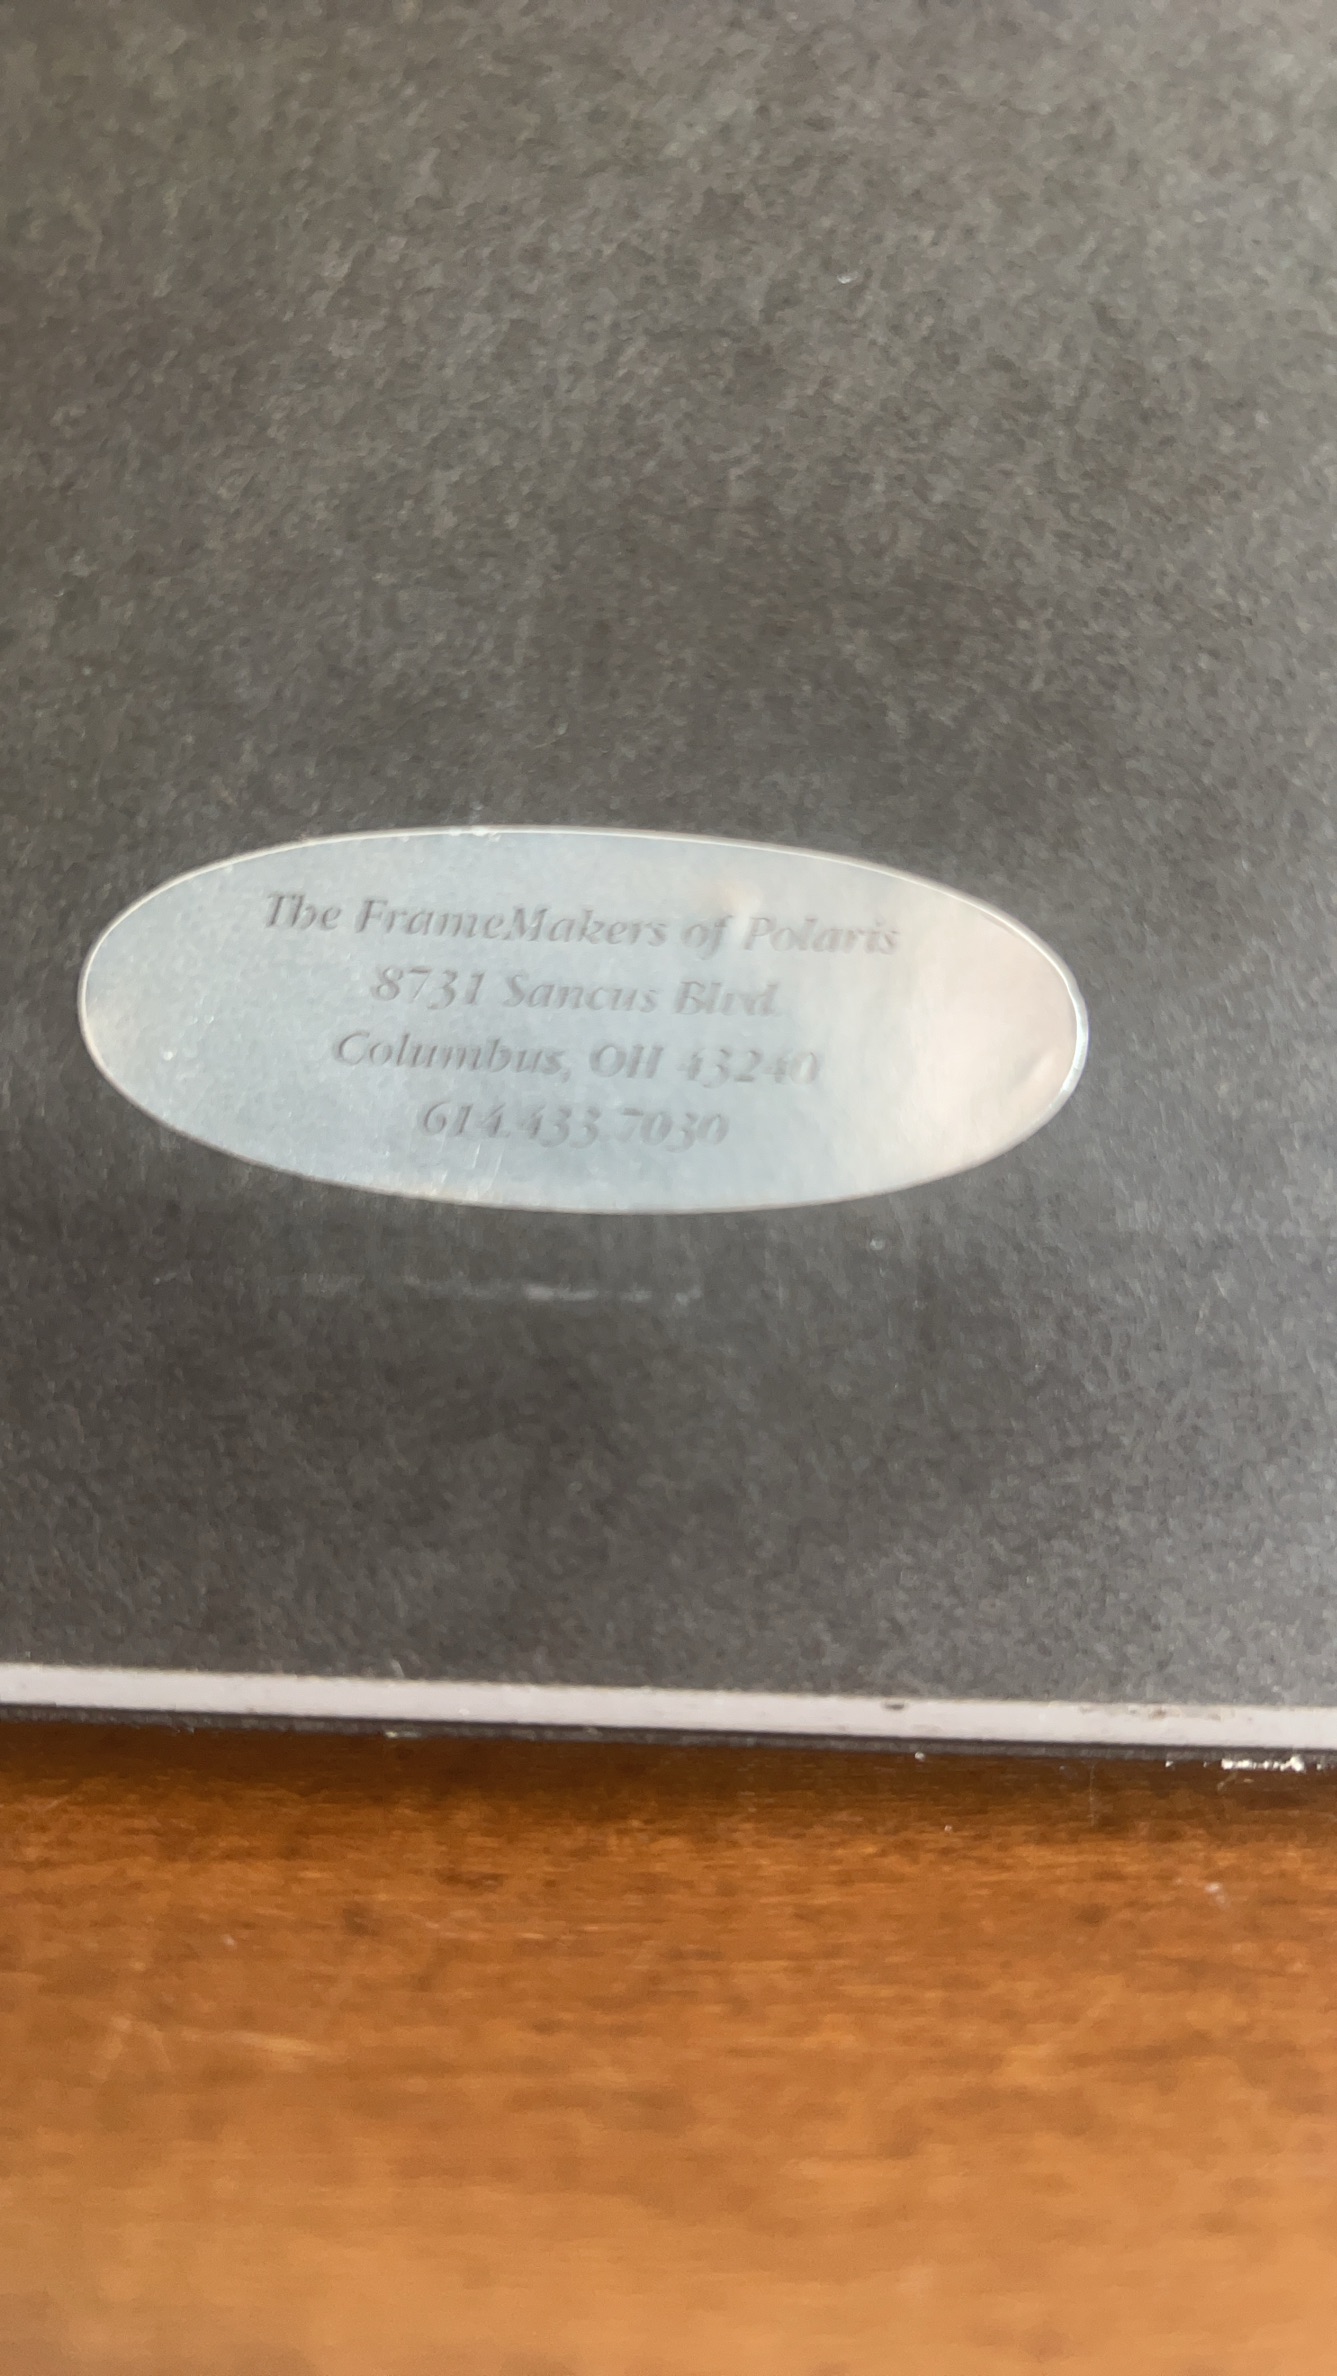 The FrameMakers of Polaris
8731 Sancus Blvd.
Columbus, OH 43240
614.433.7030